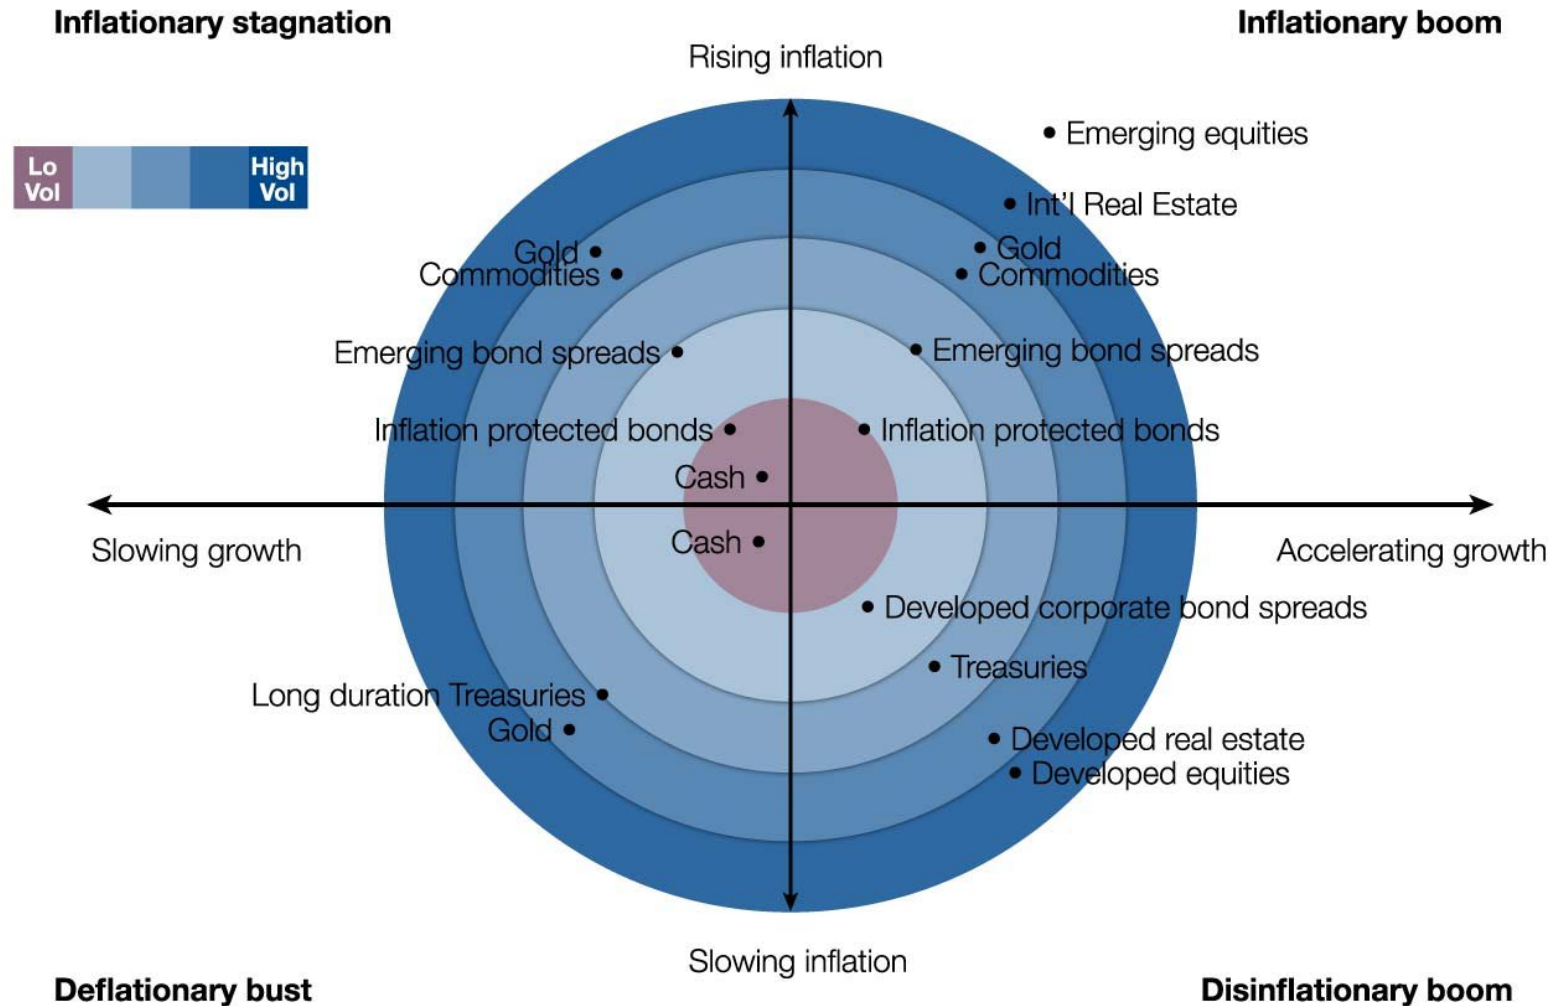 Inflationary stagnation
Inflationary boom
Rising inflation
Lo
Vol
High
Vol
Emerging equities
Int'l Real Estate
Gold
Commodities
Gold
Commodities
Emerging bond spreads
Emerging bond spreads
Inflation protected bonds
Inflation protected bonds
Cash
Cash
Slowing growth
Accelerating growth
Developed corporate bond spreads
Treasuries
Long duration Treasuries
Gold
Developed real estate
Developed equities
Slowing inflation
Deflationary bust
Disinflationary boom